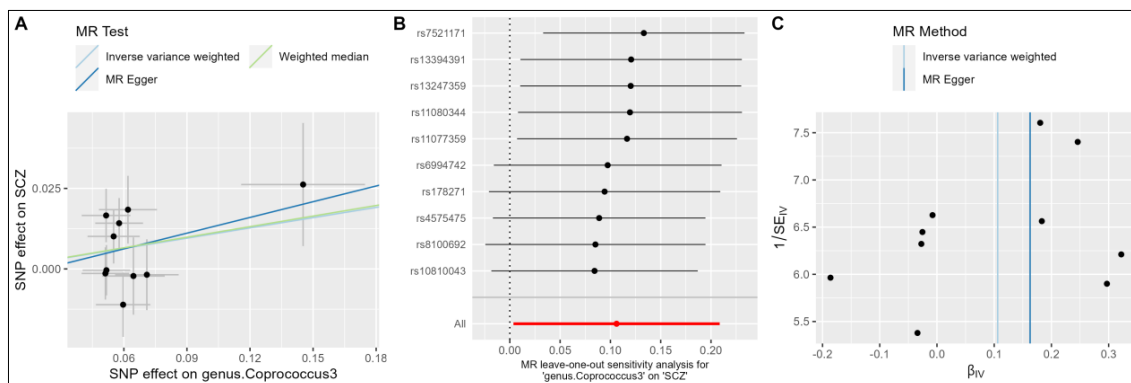 A
MR Test
Inverse variance weighted
Weighted median
MR Egger
SNP effect on SCZ
0.025
0.000
0.06
0.09
0.12
0.15
0.18
SNP effect on genus.Coprococcus3
B
rs7521171
rs13394391
rs13247359
rs11080344
rs11077359
rs6994742
rs178271
rs4575475
rs8100692
rs10810043
All
0.00
0.05
0.10
0.15
0.20
MR leave-one-out sensitivity analysis for
'genus.Coprococcus3' on 'SCZ'
C
MR Method
Inverse variance weighted
MR Egger
1/SE_IV
7.5
7.0
6.5
6.0
5.5
-0.2
-0.1
0.0
0.1
0.2
0.3
β_IV